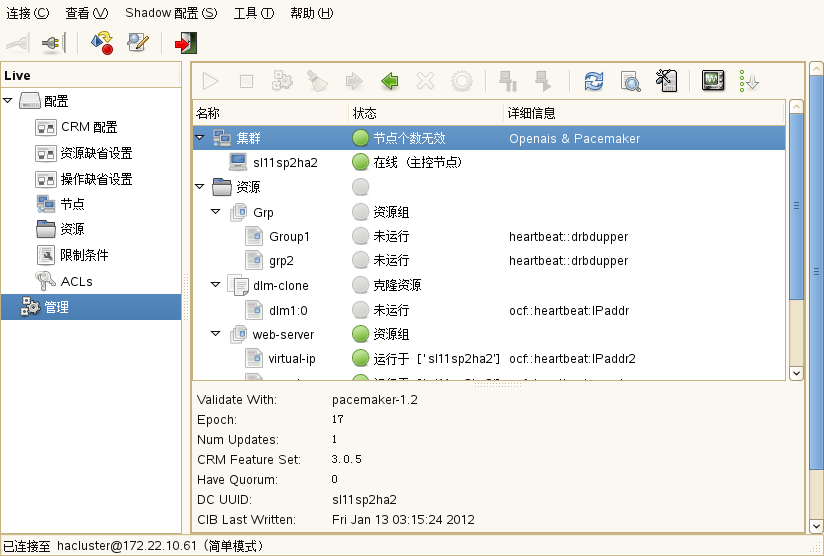 连接(C) 查看(V) Shadow 配置(S) 工具(T) 帮助(H)
Live
配置
CRM 配置
资源缺省设置
操作缺省设置
节点
资源
限制条件
ACLs
管理
名称 状态 详细信息
集群 节点个数无效 Openais & Pacemaker
sl11sp2ha2 在线 (主控节点)
资源
Grp 资源组
Group1 未运行 heartbeat::drbdupper
grp2 未运行 heartbeat::drbdupper
dlm-clone 克隆资源
dlm1:0 未运行 ocf::heartbeat:IPaddr
web-server 资源组
virtual-ip 运行于 ['sl11sp2ha2'] ocf::heartbeat:IPaddr2
Validate With: pacemaker-1.2
Epoch: 17
Num Updates: 1
CRM Feature Set: 3.0.5
Have Quorum: 0
DC UUID: sl11sp2ha2
CIB Last Written: Fri Jan 13 03:15:24 2012
已连接至 hacluster@172.22.10.61 (简单模式)